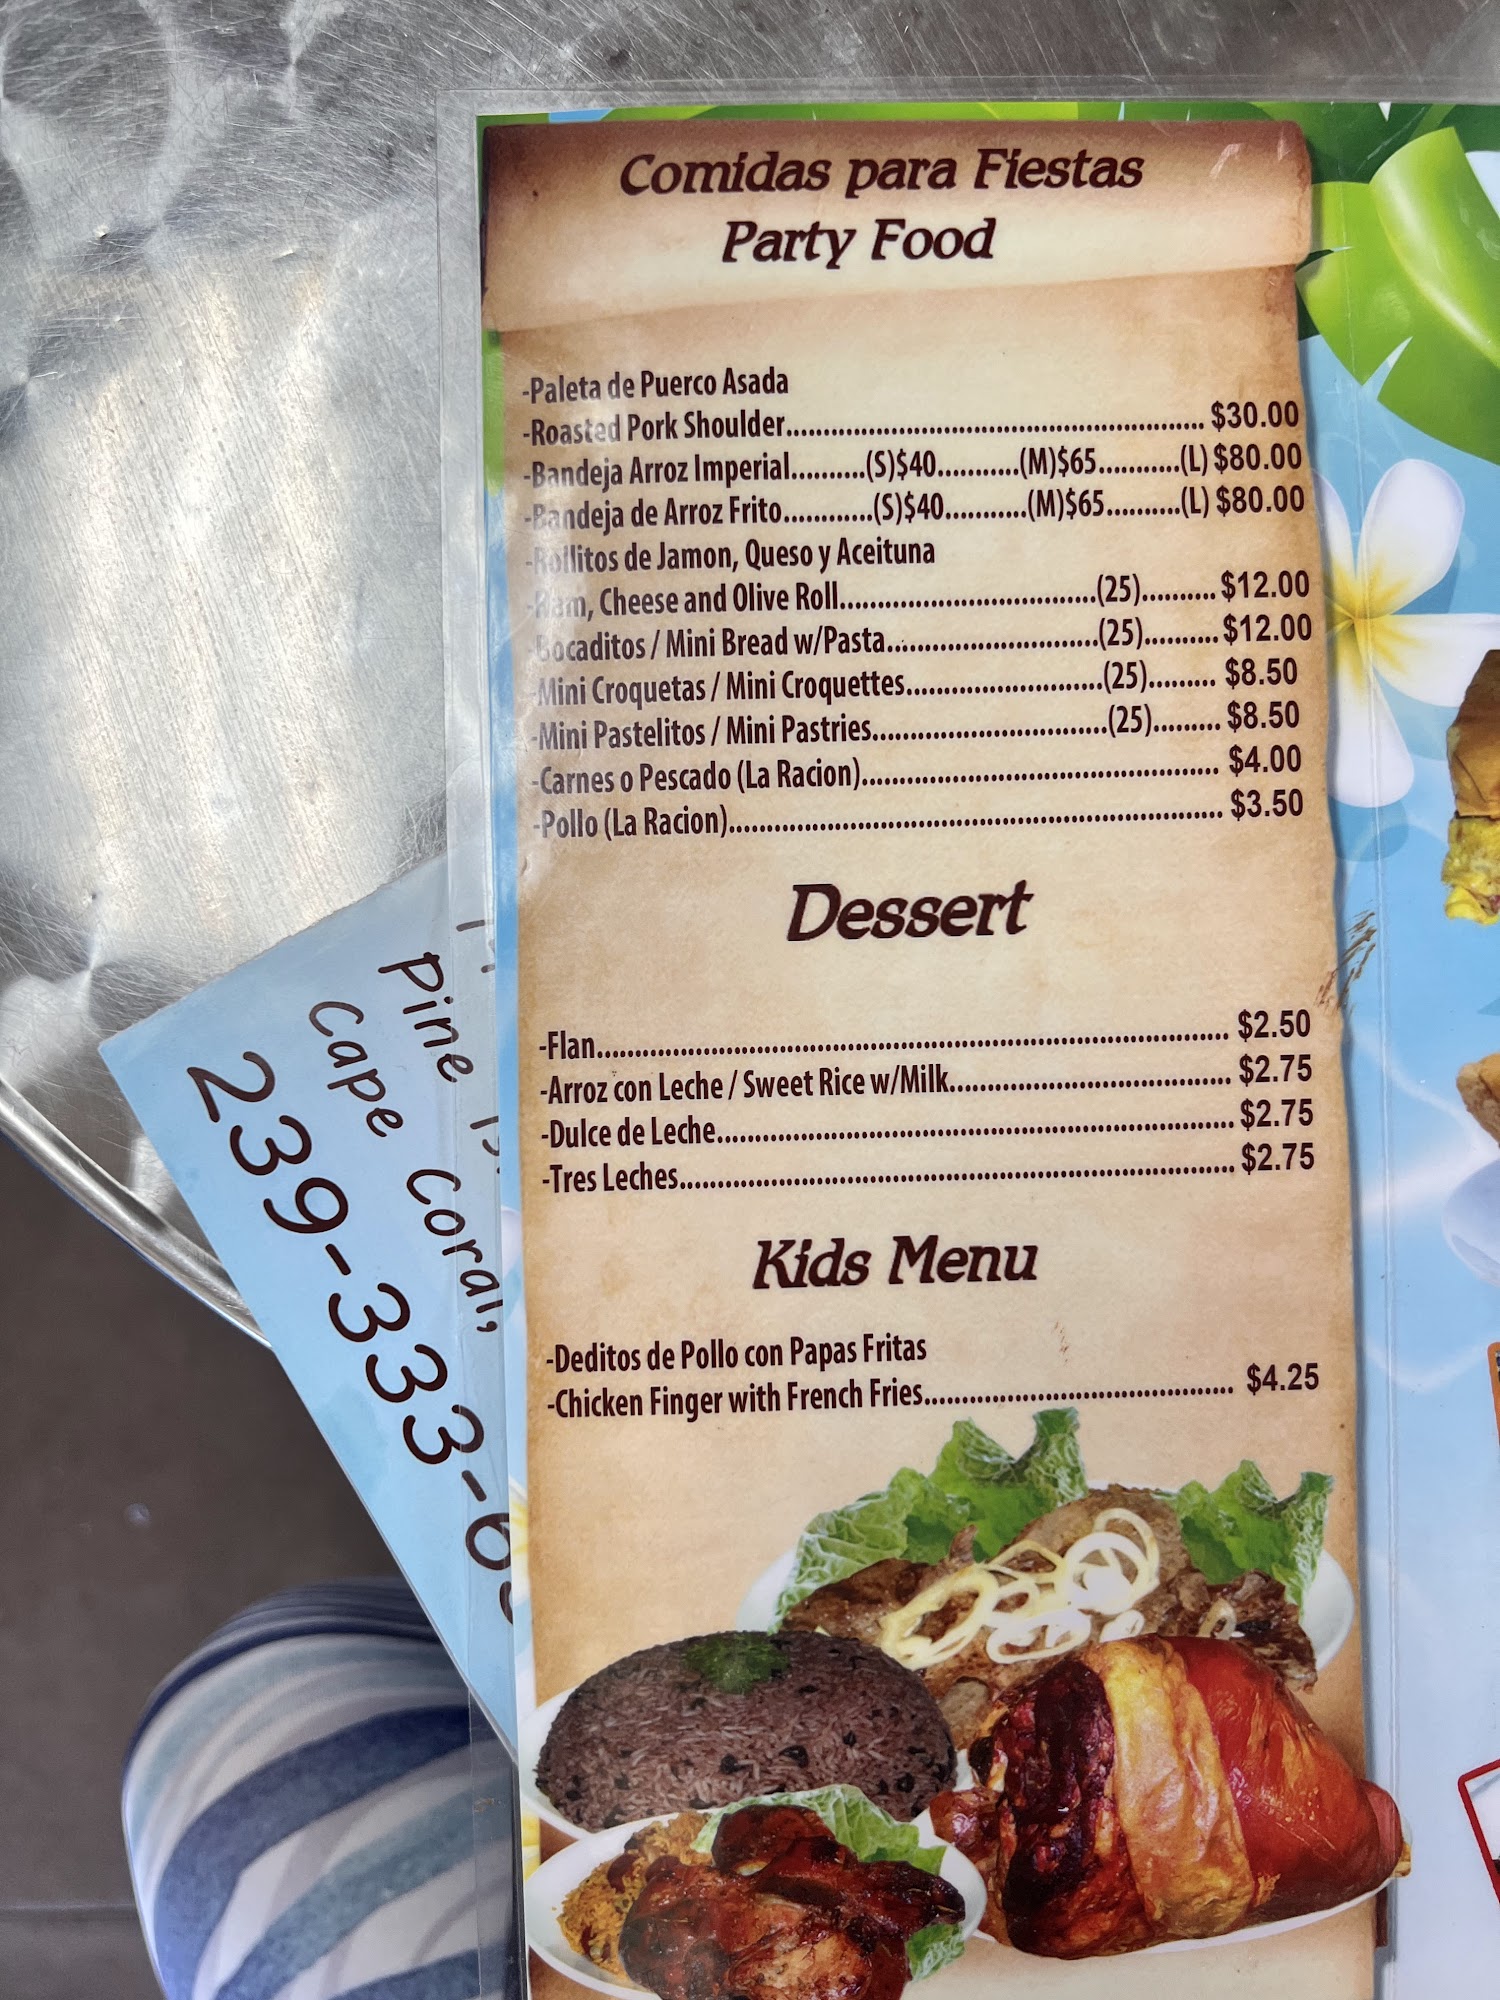 Comidas para Fiestas
Party Food
-Paleta de Puerco Asada
-Roasted Pork Shoulder.......................................................$30.00
-Bandeja Arroz Imperial..........(S)$40...........(M)$65...........(L) $80.00
-Bandeja de Arroz Frito............(S)$40...........(M)$65..........(L) $80.00
-Rollitos de Jamon, Queso y Aceituna
-Ham, Cheese and Olive Roll..................................(25)..........$12.00
-Bocaditos / Mini Bread w/Pasta............................(25)..........$12.00
-Mini Croquetas / Mini Croquettes..........................(25).........$8.50
-Mini Pastelitos / Mini Pastries...............................(25).........$8.50
-Carnes o Pescado (La Racion)...............................................$4.00
-Pollo (La Racion).................................................................$3.50
Dessert
-Flan...................................................................................$2.50
-Arroz con Leche / Sweet Rice w/Milk.....................................$2.75
-Dulce de Leche....................................................................$2.75
-Tres Leches.........................................................................$2.75
Kids Menu
-Deditos de Pollo con Papas Fritas
-Chicken Finger with French Fries.........................................$4.25
Pine
Cape Coral,
239-333-6